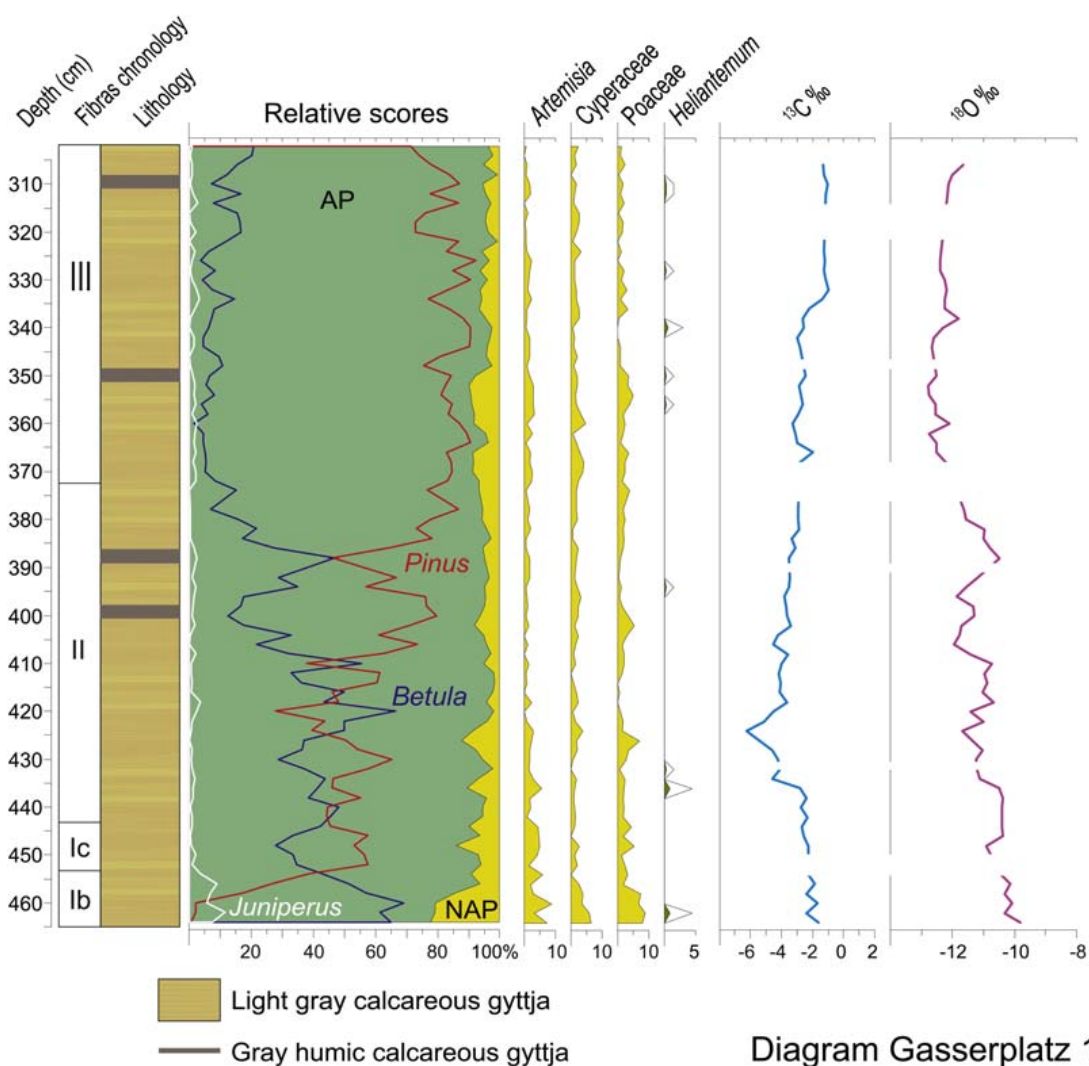 Depth (cm)
Fibras chronology
Lithology
Relative scores
Artemisia
Cyperaceae
Poaceae
Heliantemum
¹³C ‰
¹⁸O ‰
310
320
330
340
350
360
370
380
390
400
410
420
430
440
450
460
III
II
Ic
Ib
AP
Pinus
Betula
Juniperus
NAP
20 40 60 80 100% 10 10 10 5 -6 -4 -2 0 2 4 -12 -10 -8
Light gray calcareous gyttja
Gray humic calcareous gyttja
Diagram Gasserplatz